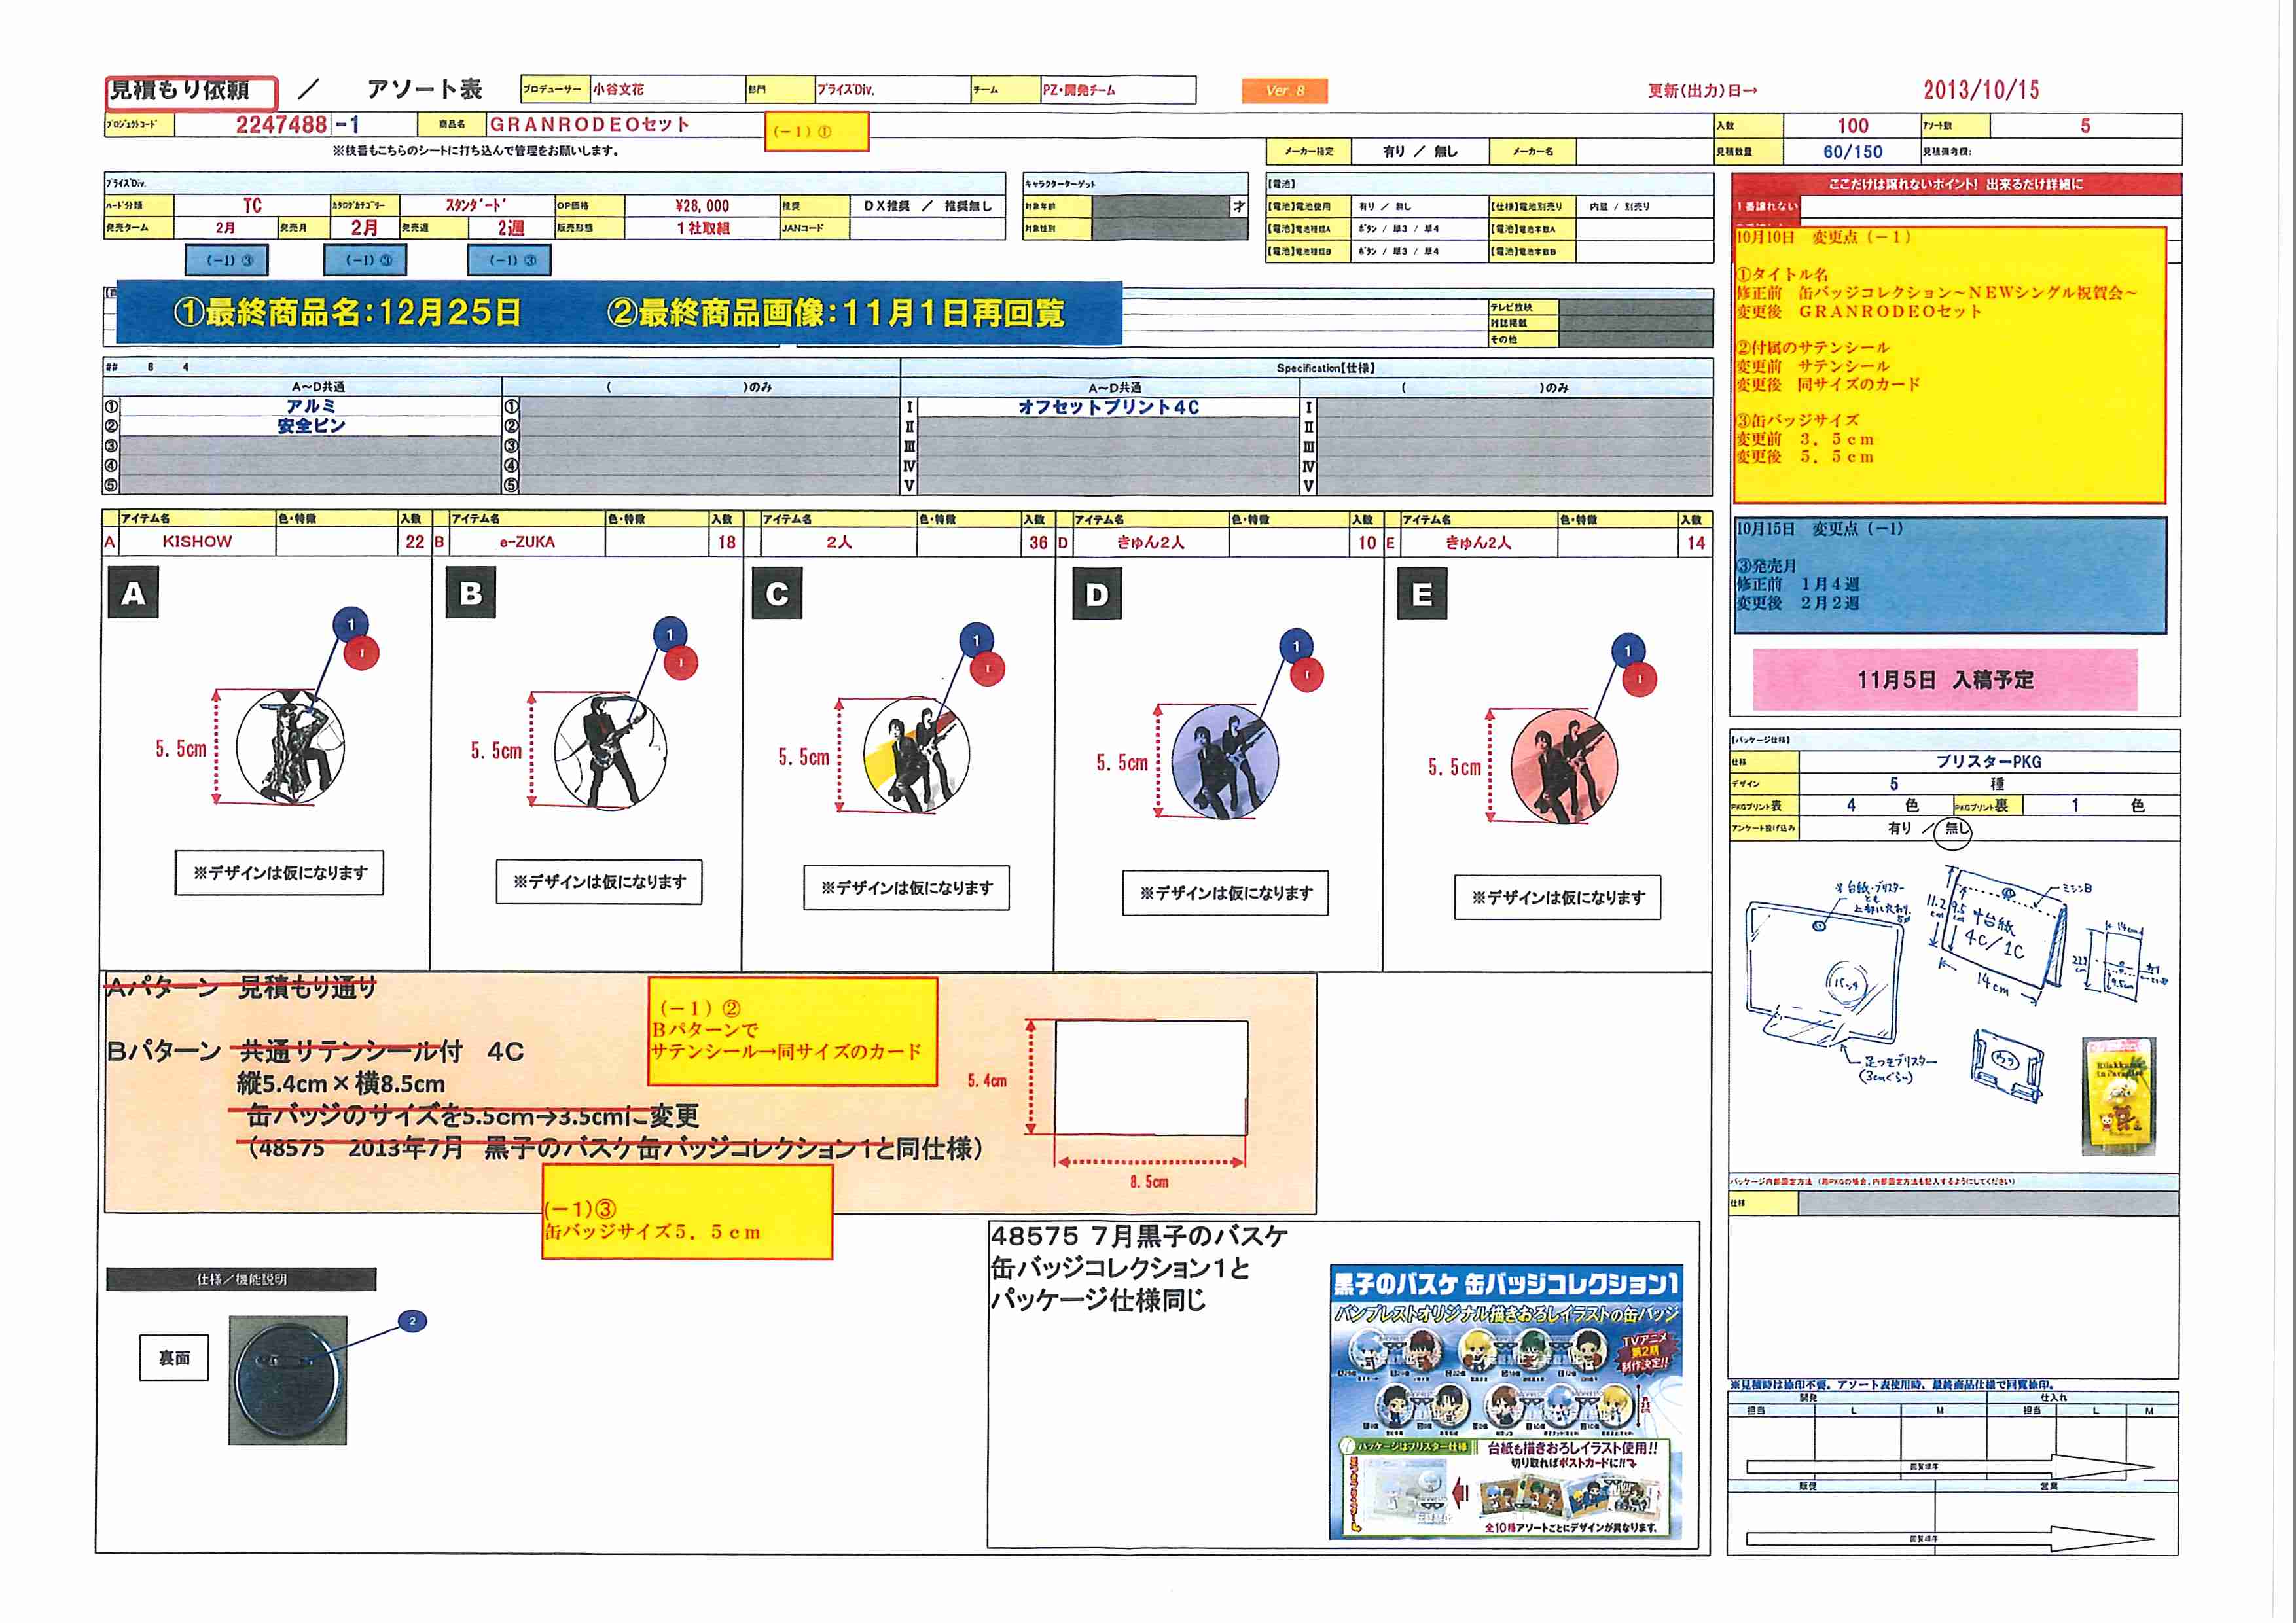 見積もり依頼 ／ アソート表 プロデューサー 小谷文花 部門 プライズDiv. チーム PZ・開発チーム Ver. 8 更新(出力)日→ 2013/10/15
プロジェクトコード 2247488 -1 商品名 GRANRODEOセット (－1) ① 入数 100 アソート数 5
※枝番もこちらのシートに打ち込んで管理をお願いします。 メーカー指定 有り ／ 無し メーカー名 見積数量 60/150 見積備考欄:
プライズDiv. キャラクターターゲット 【電池】 ここだけは譲れないポイント! 出来るだけ詳細に
ハード分類 TC カタログカテゴリー スタンダード OP価格 ¥28,000 推奨 DX推奨 ／ 推奨無し 対象年齢 才 【電池】電池使用 有り / 無し 【仕様】電池別売り 内蔵 / 別売り 1番譲れない
発売ターム 2月 発売月 2月 発売週 2週 販売形態 1社取組 JANコード 対象性別 【電池】電池種類A ボタン / 単3 / 単4 【電池】電池本数A
【電池】電池種類B ボタン / 単3 / 単4 【電池】電池本数B
(－1) ③ (－1) ③ (－1) ③
①最終商品名：12月25日 ②最終商品画像：11月1日再回覧
テレビ放映
雑誌掲載
その他
10月10日 変更点（－1）
①タイトル名
修正前 缶バッジコレクション～NEWシングル祝賀会～
変更後 GRANRODEOセット
②付属のサテンシール
変更前 サテンシール
変更後 同サイズのカード
③缶バッジサイズ
変更前 3．5cm
変更後 5．5cm
10月15日 変更点（－1）
③発売月
修正前 1月4週
変更後 2月2週
11月5日 入稿予定
## 8 4 Specification【仕様】
A～D共通 ( )のみ A～D共通 ( )のみ
① アルミ ① Ⅰ オフセットプリント4C Ⅰ
② 安全ピン ② Ⅱ Ⅱ
③ ③ Ⅲ Ⅲ
④ ④ Ⅳ Ⅳ
⑤ ⑤ Ⅴ Ⅴ
アイテム名 色・特徴 入数 アイテム名 色・特徴 入数 アイテム名 色・特徴 入数 アイテム名 色・特徴 入数 アイテム名 色・特徴 入数
A KISHOW 22 B e-ZUKA 18 2人 36 D きゅん2人 10 E きゅん2人 14
A B C D E
1 1 1 1 1
I I I I I
5.5cm 5.5cm 5.5cm 5.5cm 5.5cm
※デザインは仮になります ※デザインは仮になります ※デザインは仮になります ※デザインは仮になります ※デザインは仮になります
Aパターン 見積もり通り
Bパターン 共通サテンシール付 4C
縦5.4cm×横8.5cm
缶バッジのサイズを5.5cm→3.5cmに変更
（48575 2013年7月 黒子のバスケ缶バッジコレクション1と同仕様）
（－1）②
Bパターンで
サテンシール→同サイズのカード
5.4cm
8.5cm
(－1)③
缶バッジサイズ5．5cm
仕様／機能説明
裏面
2
48575 7月黒子のバスケ
缶バッジコレクション1と
パッケージ仕様同じ
黒子のバスケ 缶バッジコレクション1
バンプレストオリジナル描きおろしイラストの缶バッジ
TVアニメ
第2期
制作決定!!
パッケージはブリスター仕様 台紙も描きおろしイラスト使用!!
切り取ればポストカードに!!
全10種アソートごとにデザインが異なります。
【パッケージ仕様】
仕様 ブリスターPKG
デザイン 5 種
PKGプリント表 4 色 PKGプリント裏 1 色
アンケート投げ込み 有り ／ 無し
※台紙・ブリスター
とも
上部に穴あり
ミシン目
11.2cm
9.5cm
台紙
4C/1C
14cm
14cm
9.5cm
バッチ
足つきブリスター
(3cmぐらい)
ウラ
Rilakkuma
パッケージ内部固定方法 （箱PKGの場合、内部固定方法も記入するようにしてください）
仕様
※見積時は捺印不要。アソート表使用時、最終商品仕様で回覧捺印。
開発 仕入れ
担当 L M 担当 L M
回覧順序
販促 営業
回覧順序